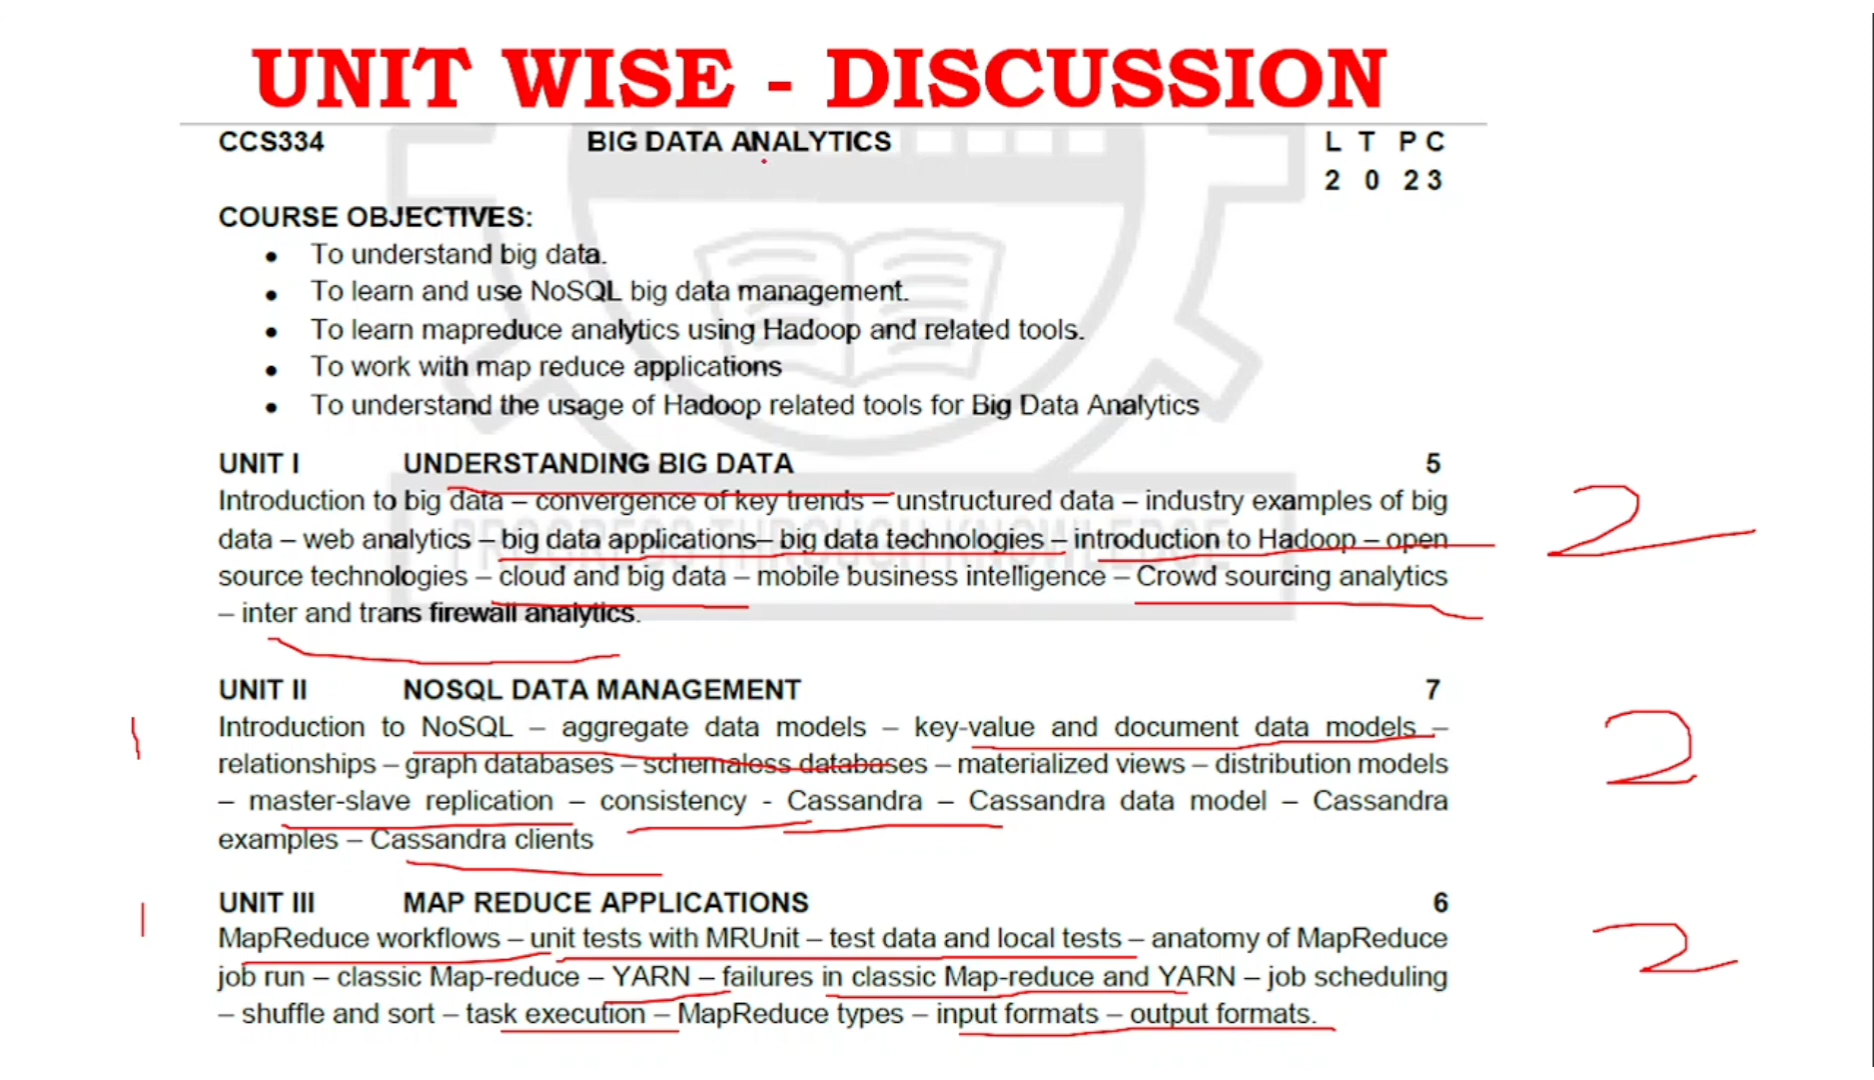 UNIT WISE - DISCUSSION
CCS334 BIG DATA ANALYTICS L T P C
2 0 2 3
COURSE OBJECTIVES:
• To understand big data.
• To learn and use NoSQL big data management.
• To learn mapreduce analytics using Hadoop and related tools.
• To work with map reduce applications
• To understand the usage of Hadoop related tools for Big Data Analytics
UNIT I UNDERSTANDING BIG DATA 5
Introduction to big data – convergence of key trends – unstructured data – industry examples of big
data – web analytics – big data applications– big data technologies – introduction to Hadoop – open
source technologies – cloud and big data – mobile business intelligence – Crowd sourcing analytics
– inter and trans firewall analytics.
2
PROGRESS THROUGH KNOWLEDGE
UNIT II NOSQL DATA MANAGEMENT 7
Introduction to NoSQL – aggregate data models – key-value and document data models –
relationships – graph databases – schemaless databases – materialized views – distribution models
– master-slave replication – consistency - Cassandra – Cassandra data model – Cassandra
examples – Cassandra clients
1
2
UNIT III MAP REDUCE APPLICATIONS 6
MapReduce workflows – unit tests with MRUnit – test data and local tests – anatomy of MapReduce
job run – classic Map-reduce – YARN – failures in classic Map-reduce and YARN – job scheduling
– shuffle and sort – task execution – MapReduce types – input formats – output formats.
1
2